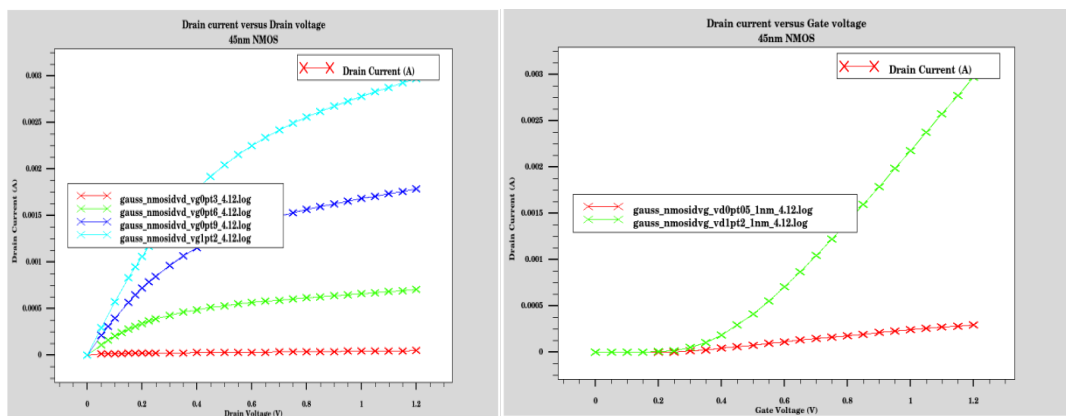 Drain current versus Drain voltage
45nm NMOS
Drain Current (A)
Drain Current (A)
0.003
0.0025
0.002
0.0015
0.001
0.0005
0
gauss_nmosidvd_vg0pt3_4.12.log
gauss_nmosidvd_vg0pt6_4.12.log
gauss_nmosidvd_vg0pt9_4.12.log
gauss_nmosidvd_vg1pt2_4.12.log
0 0.2 0.4 0.6 0.8 1 1.2
Drain Voltage (V)
Drain current versus Gate voltage
45nm NMOS
Drain Current (A)
Drain Current (A)
0.003
0.0025
0.002
0.0015
0.001
0.0005
0
gauss_nmosidvg_vd0pt05_1nm_4.12.log
gauss_nmosidvg_vd1pt2_1nm_4.12.log
0 0.2 0.4 0.6 0.8 1 1.2
Gate Voltage (V)